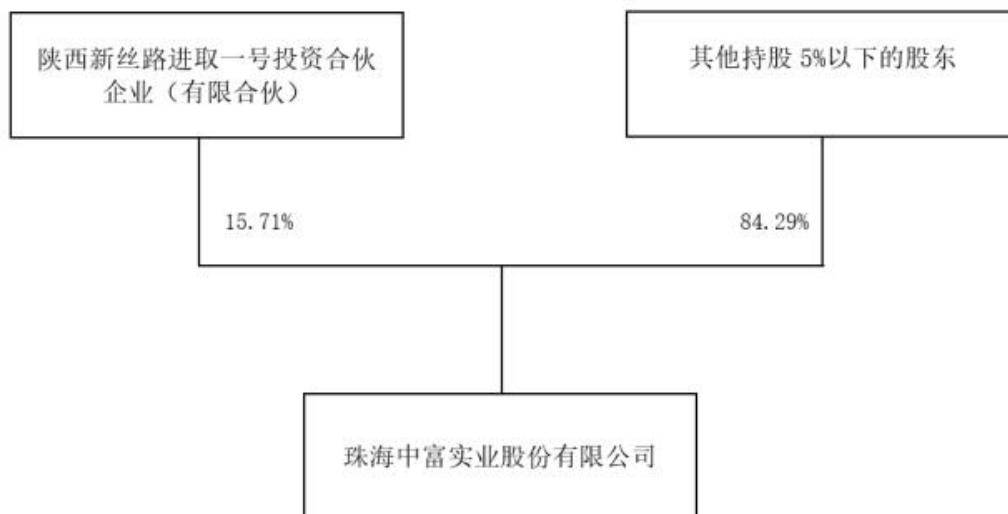 陕西新丝路进取一号投资合伙
企业（有限合伙）
其他持股 5%以下的股东
15.71%
84.29%
珠海中富实业股份有限公司